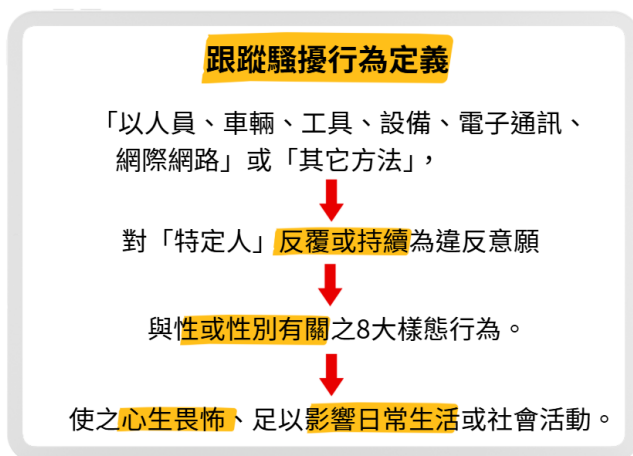 跟蹤騷擾行為定義
「以人員、車輛、工具、設備、電子通訊、
網際網路」或「其它方法」，
對「特定人」反覆或持續為違反意願
與性或性別有關之8大樣態行為。
使之心生畏怖、足以影響日常生活或社會活動。